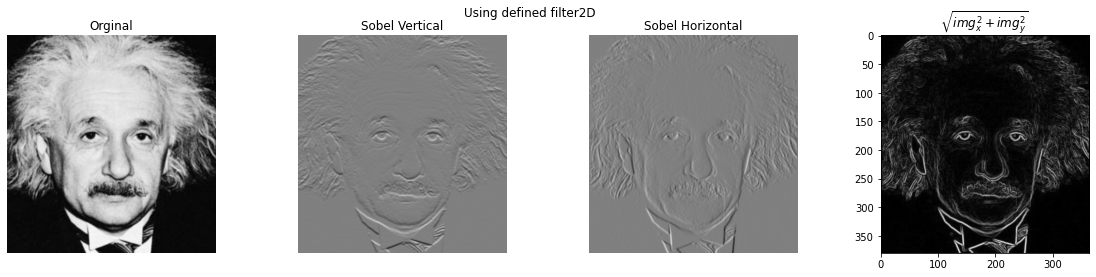 Using defined filter2D
Orginal
Sobel Vertical
Sobel Horizontal
√(img_x^2 + img_y^2)
0
50
100
150
200
250
300
350
0
100
200
300